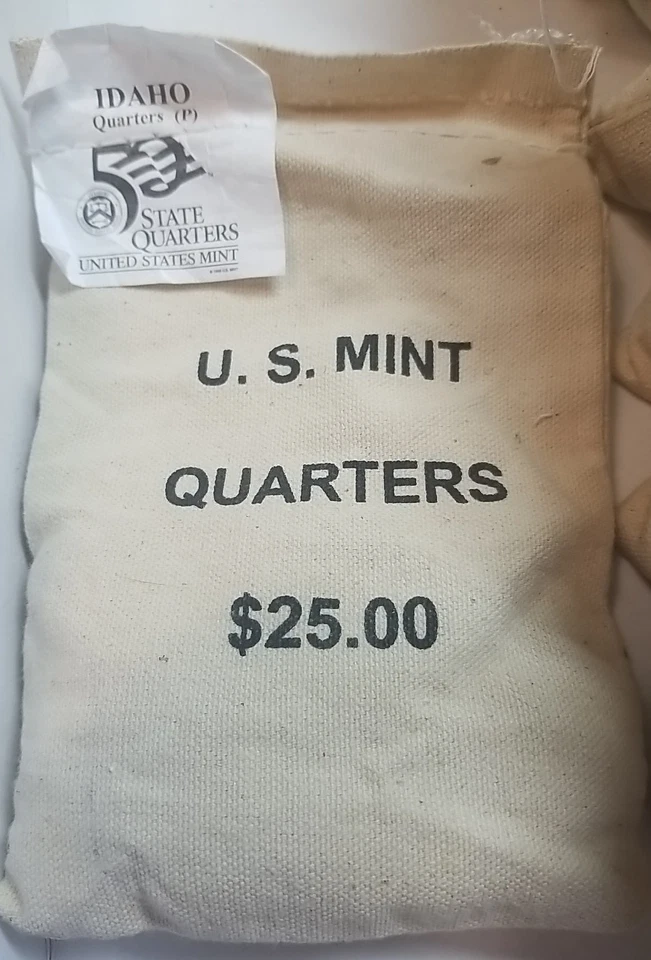 IDAHO
Quarters (P)
50
STATE
QUARTERS
UNITED STATES MINT
U. S. MINT
QUARTERS
$25.00